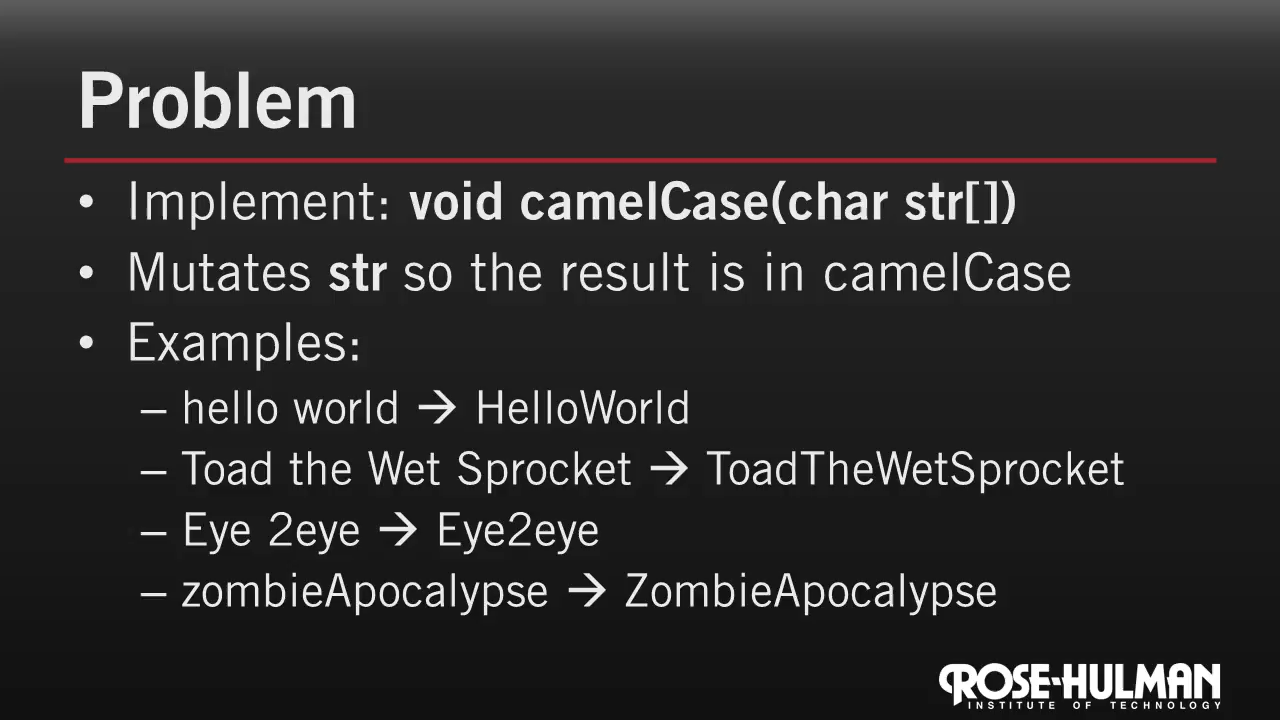 Problem
• Implement: void camelCase(char str[])
• Mutates str so the result is in camelCase
• Examples:
– hello world → HelloWorld
– Toad the Wet Sprocket → ToadTheWetSprocket
– Eye 2eye → Eye2eye
– zombieApocalypse → ZombieApocalypse
ROSE-HULMAN
INSTITUTE OF TECHNOLOGY